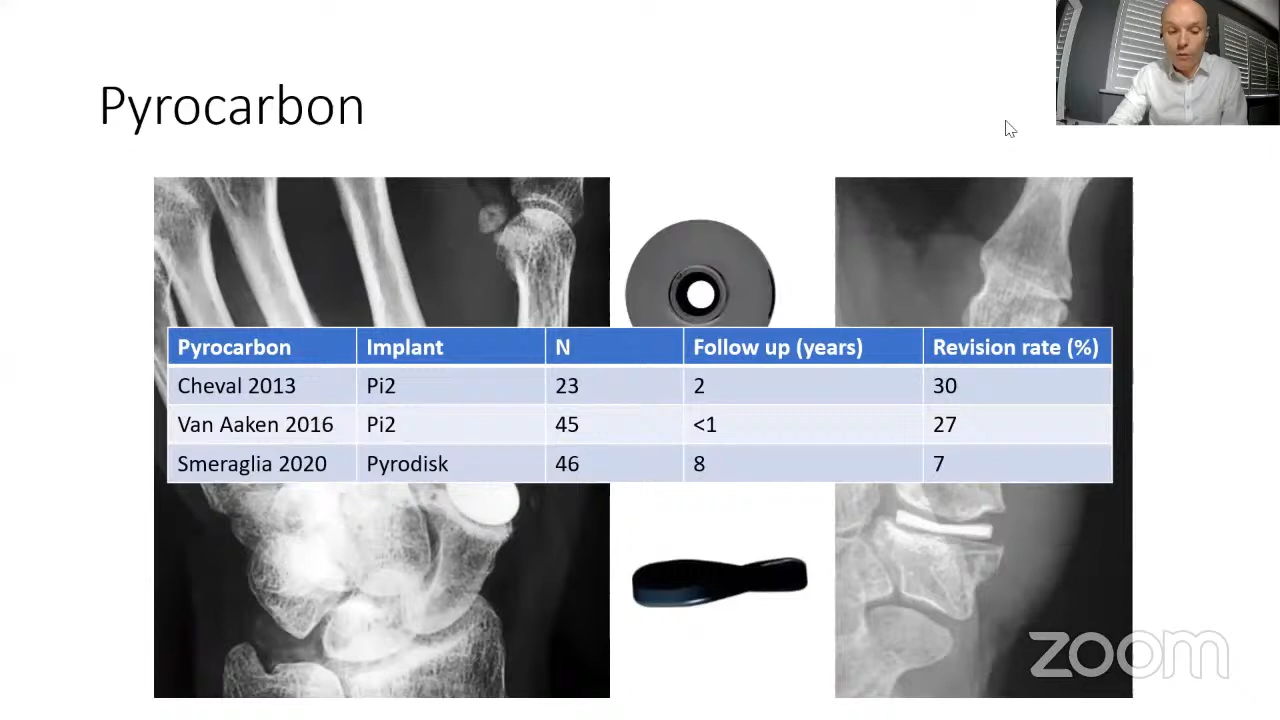 Pyrocarbon
Pyrocarbon Implant N Follow up (years) Revision rate (%)
Cheval 2013 Pi2 23 2 30
Van Aaken 2016 Pi2 45 <1 27
Smeraglia 2020 Pyrodisk 46 8 7
zoom